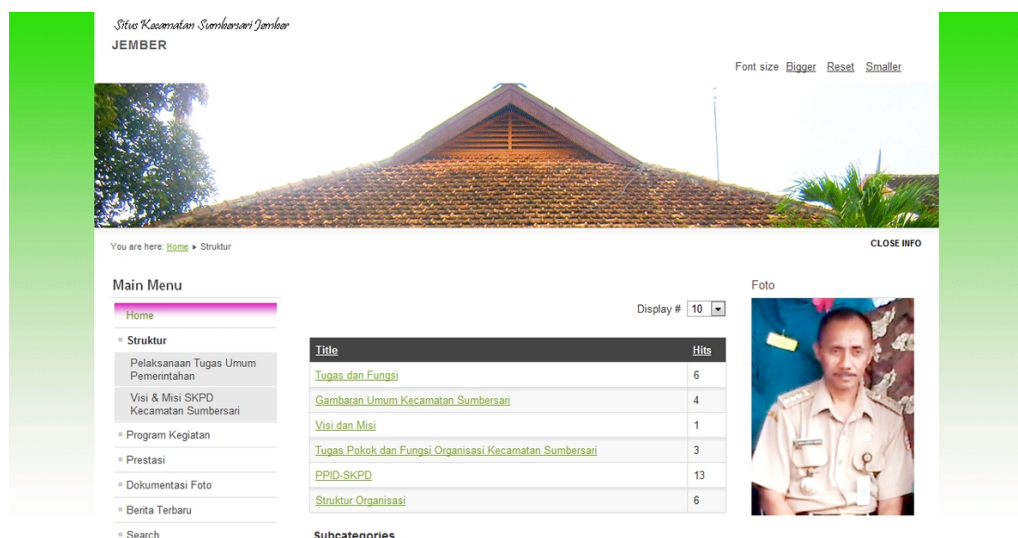 Situs Kecamatan Sumbersari Jember
JEMBER
Font size Bigger Reset Smaller
You are here: Home ▸ Struktur
CLOSE INFO
Main Menu
Home
Struktur
Pelaksanaan Tugas Umum
Pemerintahan
Visi & Misi SKPD
Kecamatan Sumbersari
Program Kegiatan
Prestasi
Dokumentasi Foto
Berita Terbaru
Search
Display # 10
Title Hits
Tugas dan Fungsi 6
Gambaran Umum Kecamatan Sumbersari 4
Visi dan Misi 1
Tugas Pokok dan Fungsi Organisasi Kecamatan Sumbersari 3
PPID-SKPD 13
Struktur Organisasi 6
Subcategories
Foto